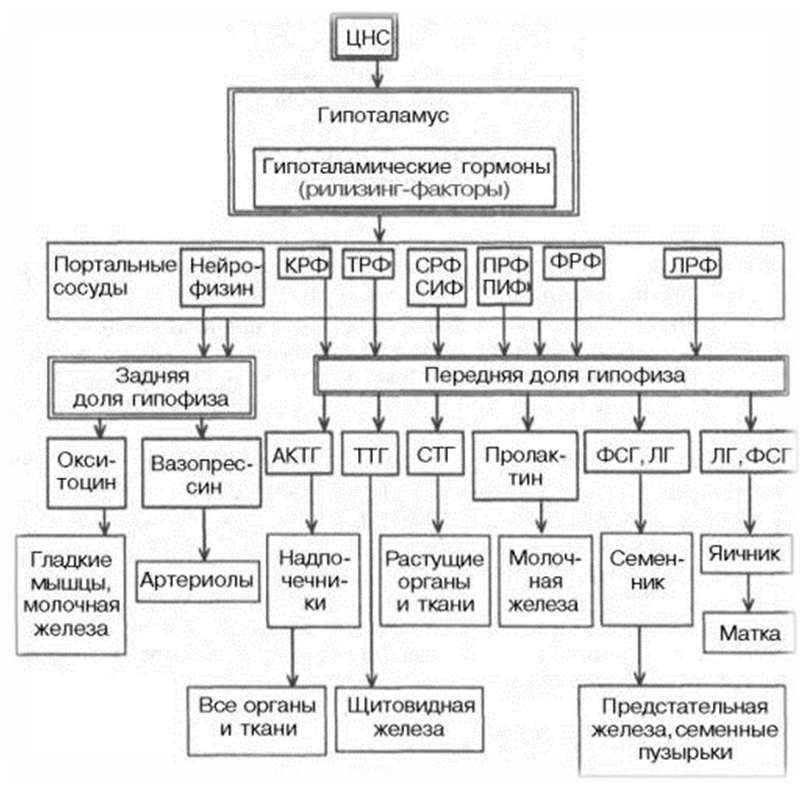 ЦНС
Гипоталамус
Гипоталамические гормоны
(рилизинг-факторы)
Портальные
сосуды
Нейро-
физин
КРФ
ТРФ
СРФ
СИФ
ПРФ
ПИФ
ФРФ
ЛРФ
Задняя
доля гипофиза
Передняя доля гипофиза
Окси-
тоцин
Вазопрес-
син
АКТГ
ТТГ
СТГ
Пролак-
тин
ФСГ, ЛГ
ЛГ, ФСГ
Гладкие
мышцы,
молочная
железа
Артериолы
Надпо-
чечни-
ки
Растущие
органы
и ткани
Молоч-
ная
железа
Семен-
ник
Яичник
Матка
Все органы
и ткани
Щитовидная
железа
Предстательная
железа, семенные
пузырьки